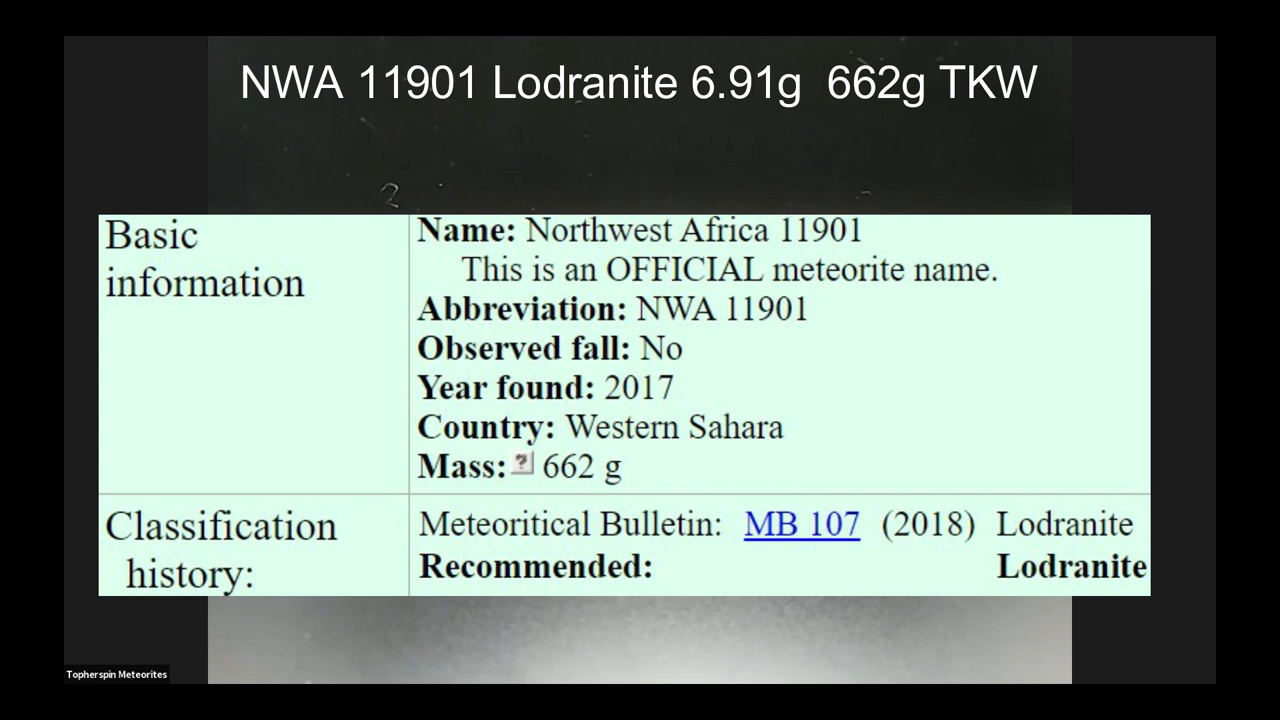 NWA 11901 Lodranite 6.91g  662g TKW
Basic
information
Name: Northwest Africa 11901
This is an OFFICIAL meteorite name.
Abbreviation: NWA 11901
Observed fall: No
Year found: 2017
Country: Western Sahara
Mass: ? 662 g
Classification
history:
Meteoritical Bulletin: MB 107 (2018) Lodranite
Recommended: Lodranite
Topherspin Meteorites